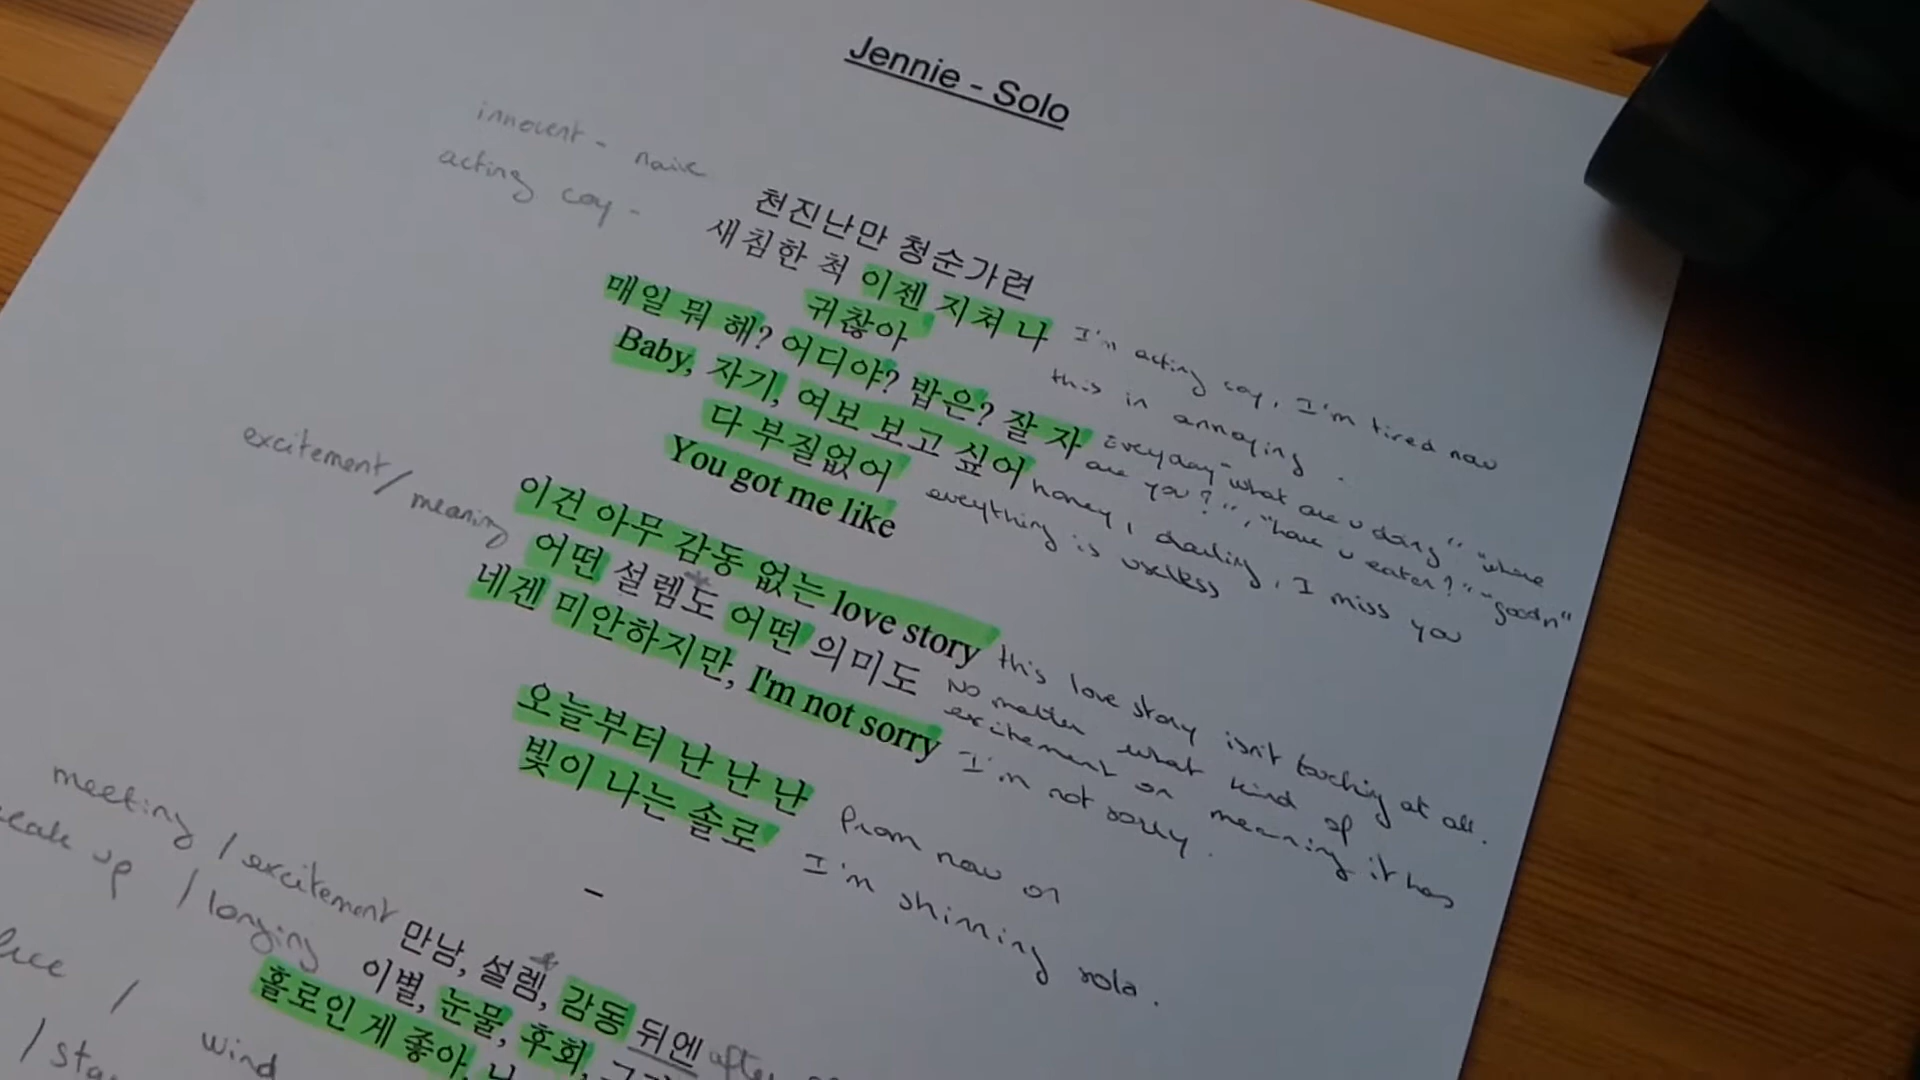 Jennie - Solo
innocent - naive
acting coy -
천진난만 청순가련
새침한 척 이젠 지쳐 나
귀찮아
I'm acting coy, I'm tired now
this in annoying.
매일 뭐 해? 어디야? 밥은? 잘 자
Everyday - what are u doing" "where
are you?", "have u eaten?" "goodn"
Baby, 자기, 여보 보고 싶어
honey, darling, I miss you
다 부질없어
everything is useless
You got me like
excitement/meaning
이건 아무 감동 없는 love story
this love story isn't touching at all.
어떤 설렘도 어떤 의미도
No matter what kind of
excitement or meaning it has
네겐 미안하지만, I'm not sorry
I'm not sorry.
오늘부터 난 난 난
From now on
빛이 나는 솔로
I'm shinning solo.
–
meeting / excitement
만남, 설렘, 감동 뒤엔
after
up / longing
이별, 눈물, 후회,
홀로인 게 좋아,
/
wind